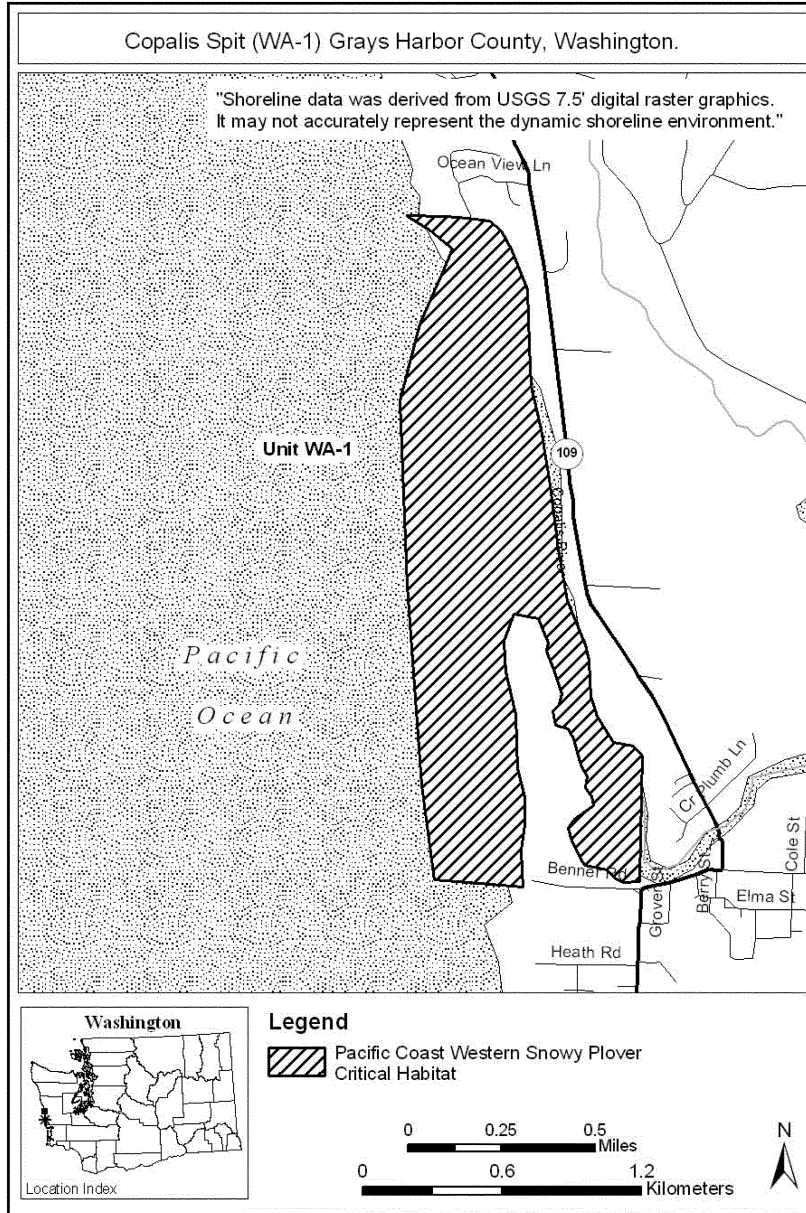 Copalis Spit (WA-1) Grays Harbor County, Washington.
"Shoreline data was derived from USGS 7.5' digital raster graphics.
It may not accurately represent the dynamic shoreline environment."
Ocean View Ln
Unit WA-1
109
Copalis River
Pacific
Ocean
Cr Plumb Ln
Bennet Rd
Grover St
Berry St
Cole St
Elma St
Heath Rd
Washington
Location Index
Legend
Pacific Coast Western Snowy Plover
Critical Habitat
0 0.25 0.5
Miles
0 0.6 1.2
Kilometers
N